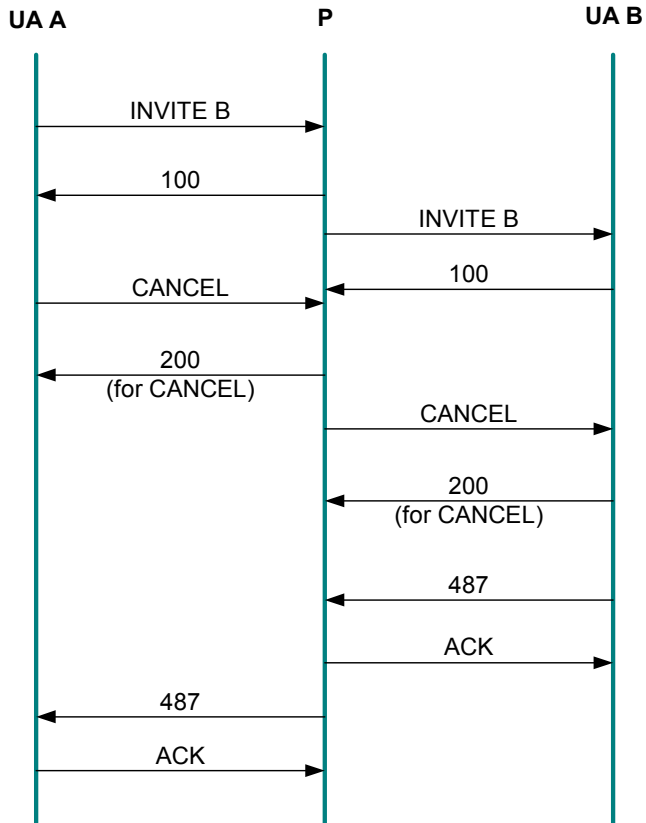 UA A
P
UA B
INVITE B
100
INVITE B
100
CANCEL
200
(for CANCEL)
CANCEL
200
(for CANCEL)
487
ACK
487
ACK